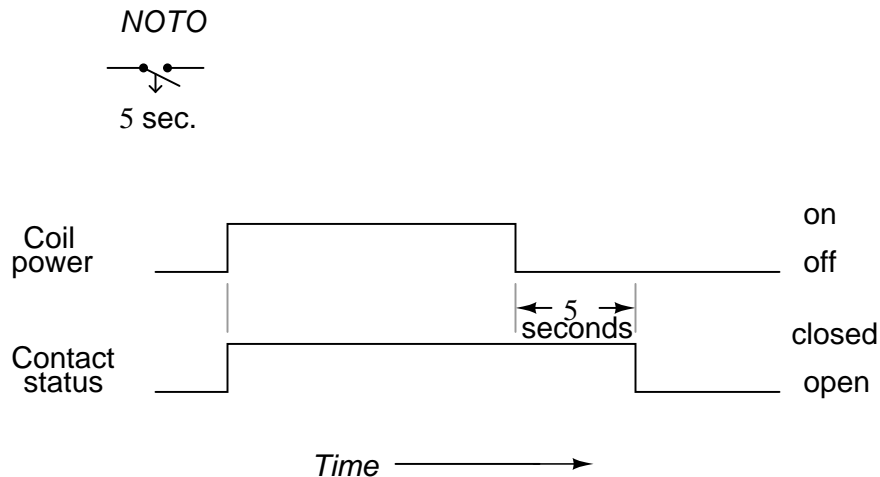 NOTO
5 sec.
Coil
power
on
off
5
seconds
Contact
status
closed
open
Time